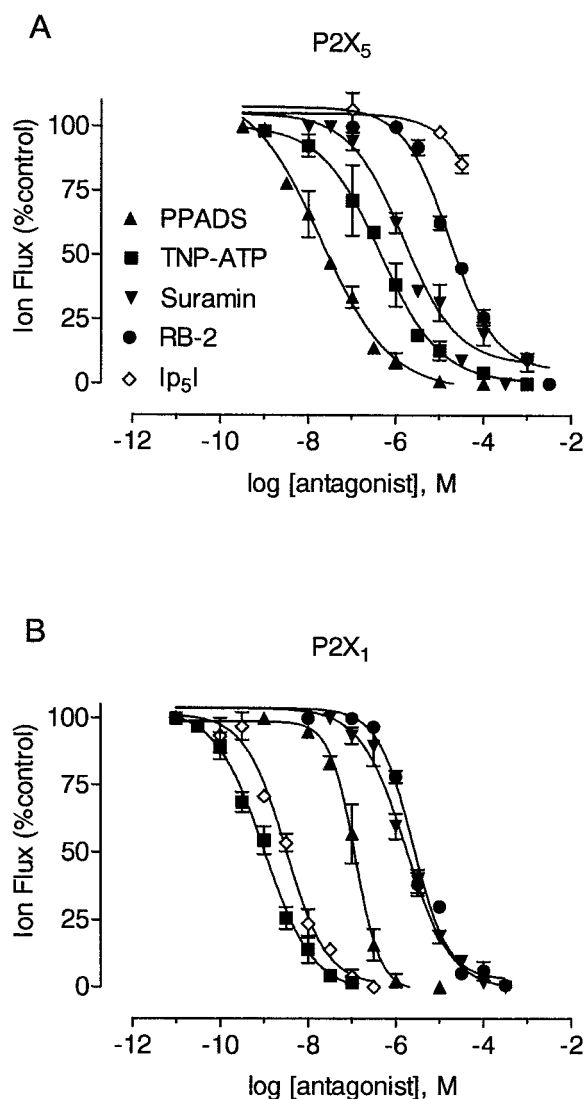 A
P2X₅
100
75
50
25
0
Ion Flux (%control)
PPADS
TNP-ATP
Suramin
RB-2
Ip₅I
-12 -10 -8 -6 -4 -2
log [antagonist], M
B
P2X₁
100
75
50
25
0
Ion Flux (%control)
-12 -10 -8 -6 -4 -2
log [antagonist], M